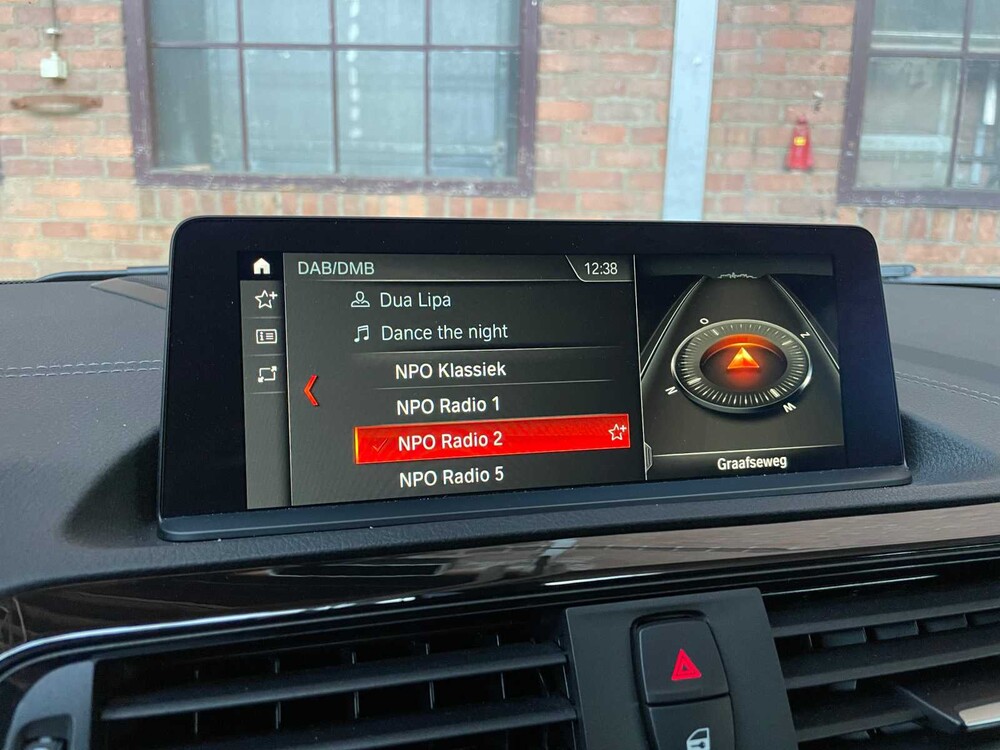 DAB/DMB
12:38
Dua Lipa
Dance the night
NPO Klassiek
NPO Radio 1
NPO Radio 2
NPO Radio 5
O
Z
N
W
Graafseweg